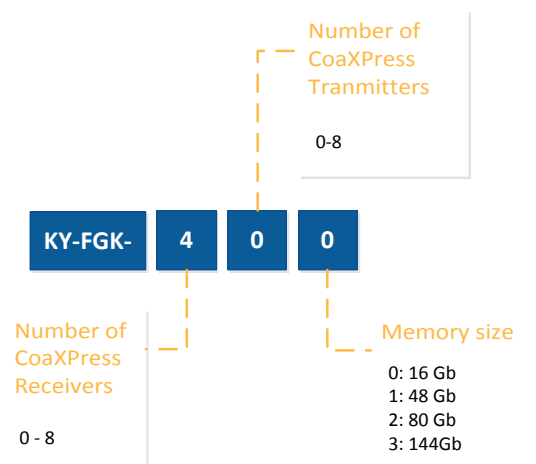 Number of
CoaXPress
Tranmitters
0-8
KY-FGK- 4 0 0
Number of
CoaXPress
Receivers
0 - 8
Memory size
0: 16 Gb
1: 48 Gb
2: 80 Gb
3: 144Gb